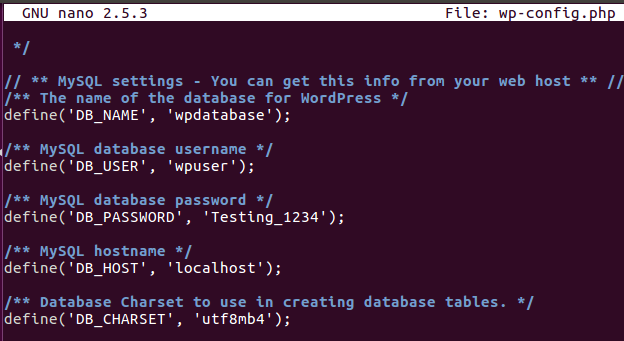 GNU nano 2.5.3 File: wp-config.php
*/
// ** MySQL settings - You can get this info from your web host ** //
/** The name of the database for WordPress */
define('DB_NAME', 'wpdatabase');
/** MySQL database username */
define('DB_USER', 'wpuser');
/** MySQL database password */
define('DB_PASSWORD', 'Testing_1234');
/** MySQL hostname */
define('DB_HOST', 'localhost');
/** Database Charset to use in creating database tables. */
define('DB_CHARSET', 'utf8mb4');